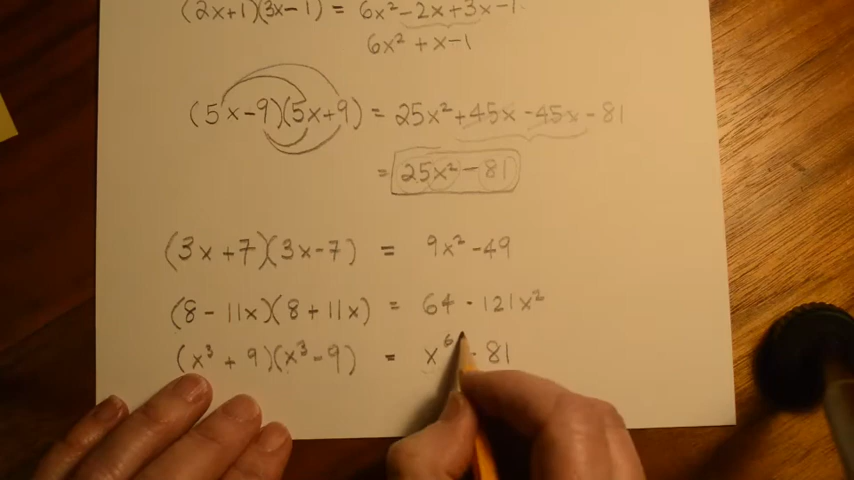 (2x+1)(3x-1) = 6x² -2x+3x-1
6x² + x-1
(5x-9)(5x+9) = 25x² +45x -45x -81
= 25x² - 81
(3x+7)(3x-7) = 9x² -49
(8 - 11x)(8 + 11x) = 64 - 121x²
(x³ + 9)(x³ - 9) = x⁶ - 81